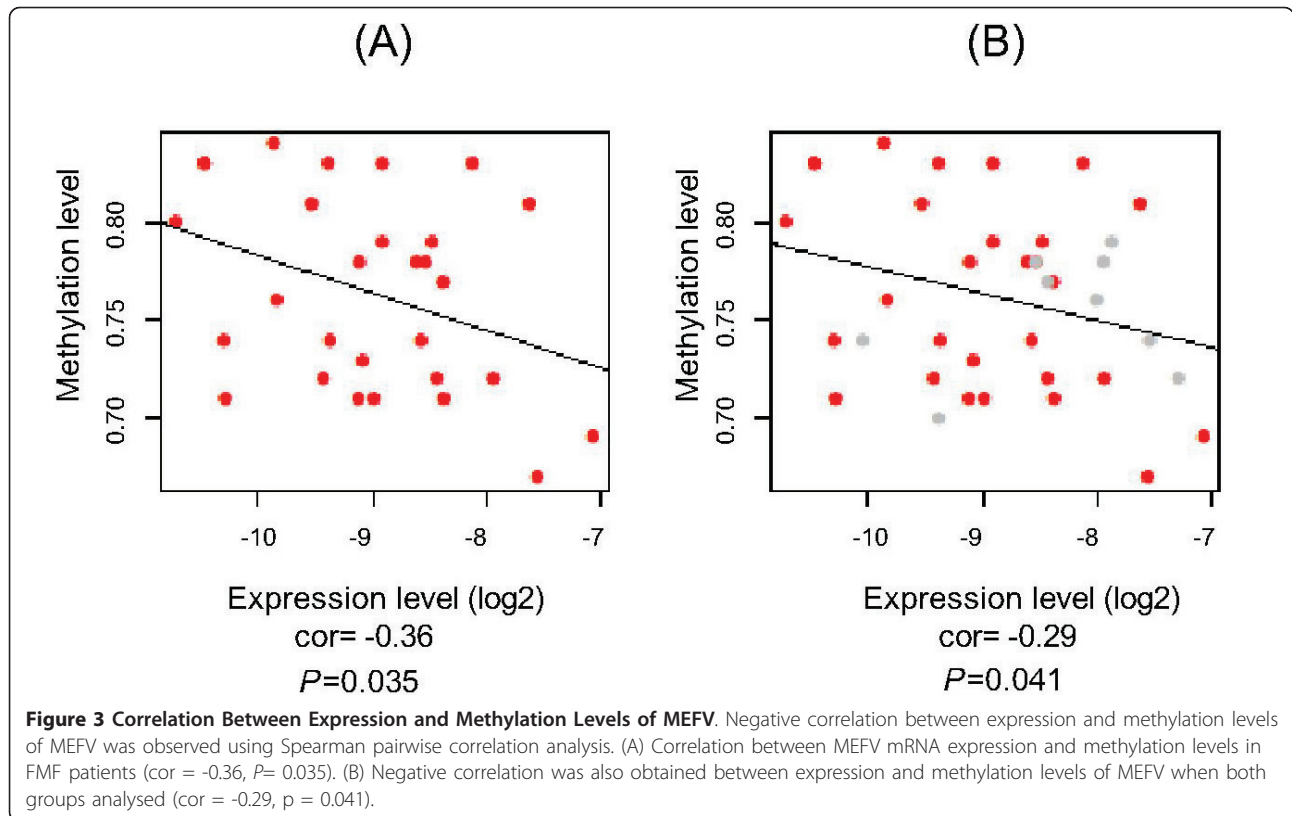 (A)
(B)
Methylation level
0.80
0.75
0.70
-10
-9
-8
-7
Expression level (log2)
cor= -0.36
P=0.035
Methylation level
0.80
0.75
0.70
-10
-9
-8
-7
Expression level (log2)
cor= -0.29
P=0.041
Figure 3 Correlation Between Expression and Methylation Levels of MEFV. Negative correlation between expression and methylation levels
of MEFV was observed using Spearman pairwise correlation analysis. (A) Correlation between MEFV mRNA expression and methylation levels in
FMF patients (cor = -0.36, P= 0.035). (B) Negative correlation was also obtained between expression and methylation levels of MEFV when both
groups analysed (cor = -0.29, p = 0.041).